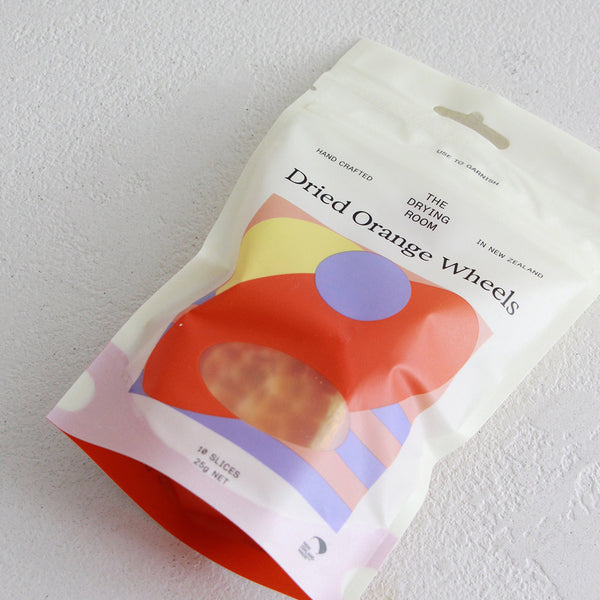 USE TO GARNISH
HAND CRAFTED
THE
DRYING
ROOM
IN NEW ZEALAND
Dried Orange Wheels
10 SLICES
25g NET